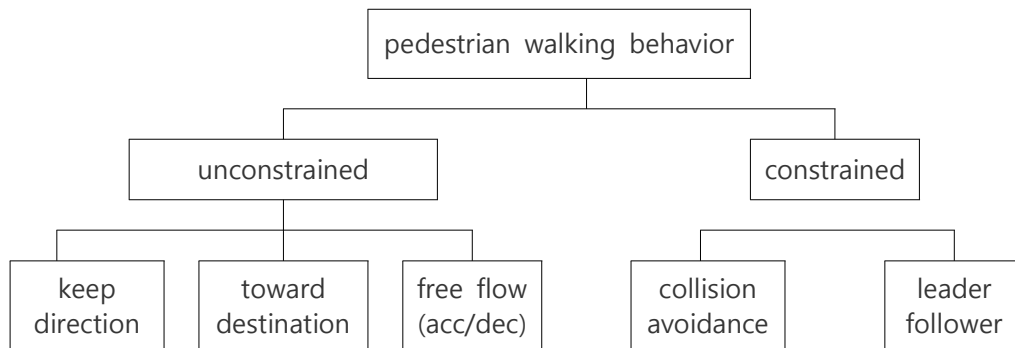 pedestrian walking behavior
unconstrained
constrained
keep
direction
toward
destination
free flow
(acc/dec)
collision
avoidance
leader
follower